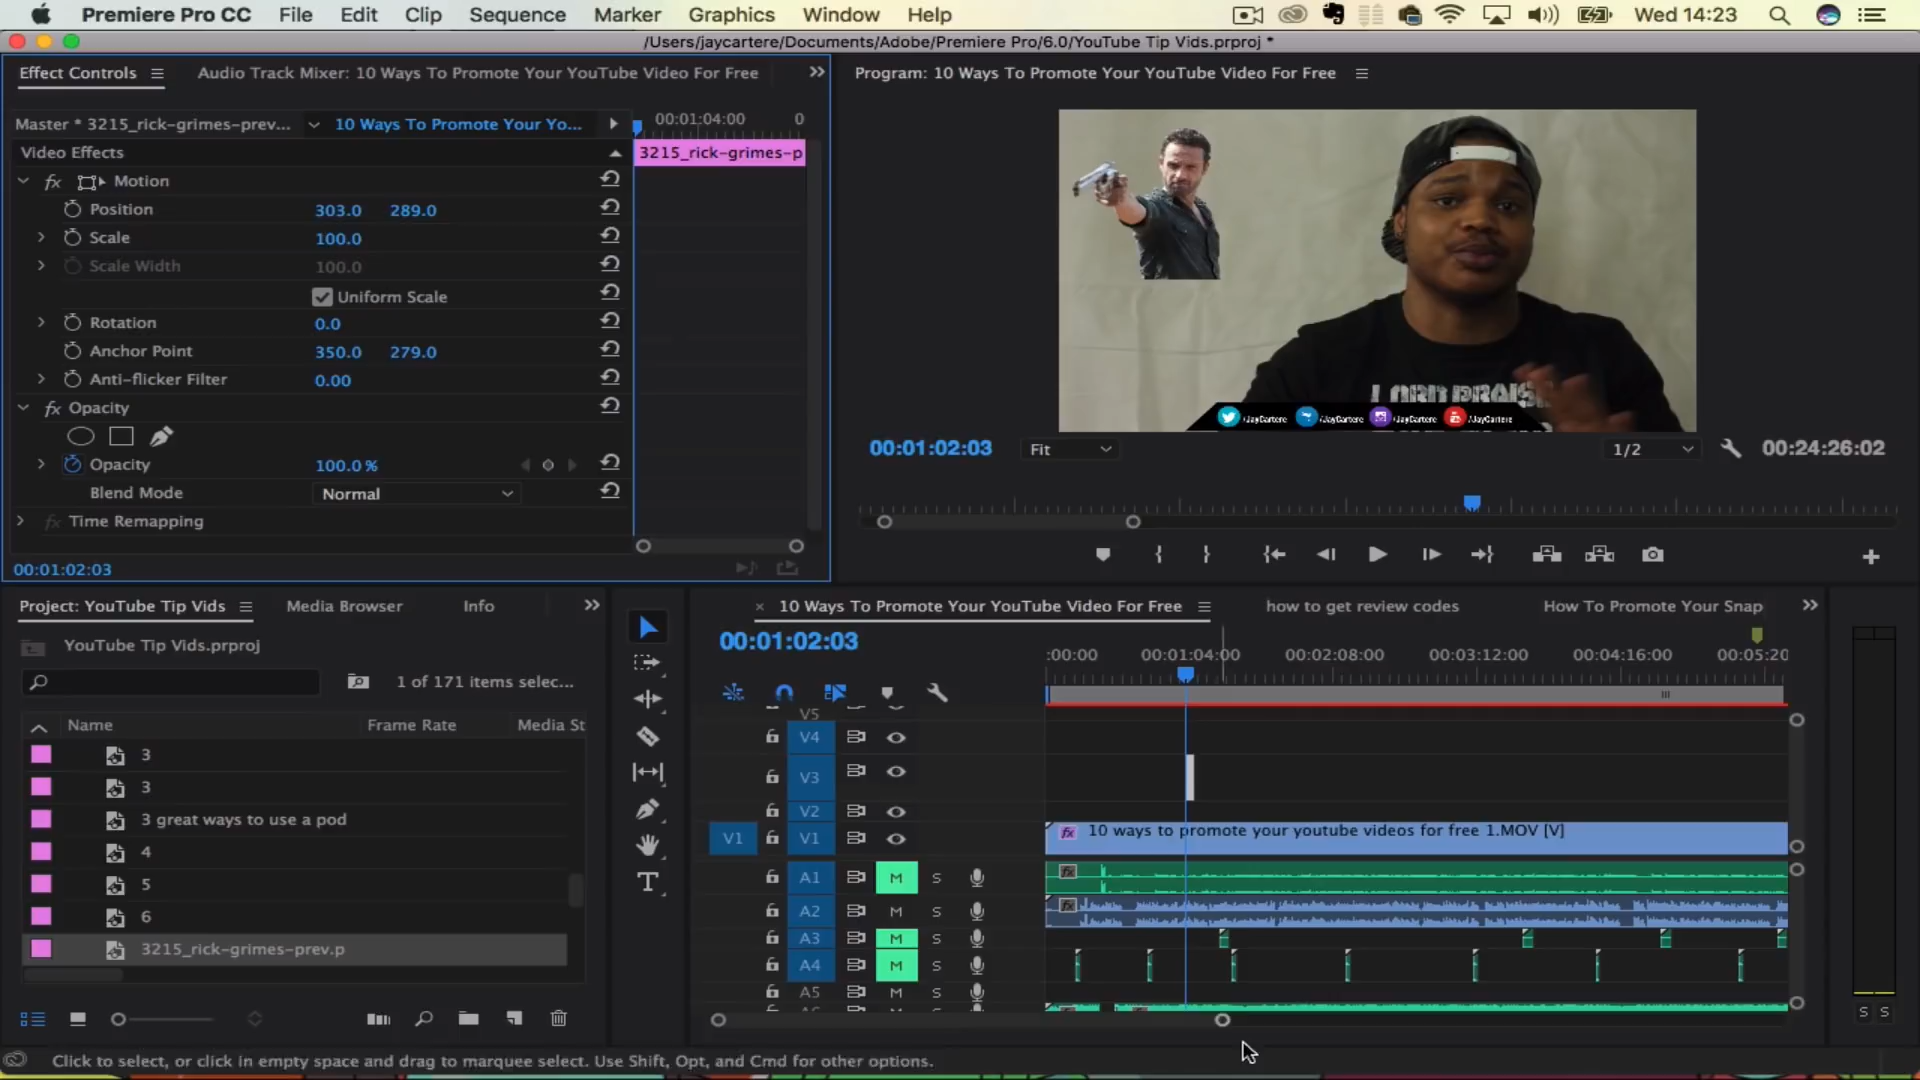 Premiere Pro CC File Edit Clip Sequence Marker Graphics Window Help Wed 14:23
/Users/jaycartere/Documents/Adobe/Premiere Pro/6.0/YouTube Tip Vids.prproj *
Effect Controls Audio Track Mixer: 10 Ways To Promote Your YouTube Video For Free
Program: 10 Ways To Promote Your YouTube Video For Free
Master * 3215_rick-grimes-prev... 10 Ways To Promote Your Yo... 00:01:04:00 0
Video Effects 3215_rick-grimes-p
fx Motion
Position 303.0 289.0
Scale 100.0
Scale Width 100.0
Uniform Scale
Rotation 0.0
Anchor Point 350.0 279.0
Anti-flicker Filter 0.00
fx Opacity
Opacity 100.0 %
Blend Mode Normal
fx Time Remapping
00:01:02:03
LORD PRAISE
/JayCartere /JayCartere /JayCartere /JayCartere
00:01:02:03 Fit 1/2 00:24:26:02
Project: YouTube Tip Vids Media Browser Info
YouTube Tip Vids.prproj
1 of 171 items selec...
Name Frame Rate Media St
3
3
3 great ways to use a pod
4
5
6
3215_rick-grimes-prev.p
× 10 Ways To Promote Your YouTube Video For Free how to get review codes How To Promote Your Snap
00:01:02:03
:00:00 00:01:04:00 00:02:08:00 00:03:12:00 00:04:16:00 00:05:20
V5
V4
V3
V2
V1 V1 fx 10 ways to promote your youtube videos for free 1.MOV [V]
A1 M S fx
A2 M S fx
A3 M S
A4 M S
A5 M S
S S
Click to select, or click in empty space and drag to marquee select. Use Shift, Opt, and Cmd for other options.